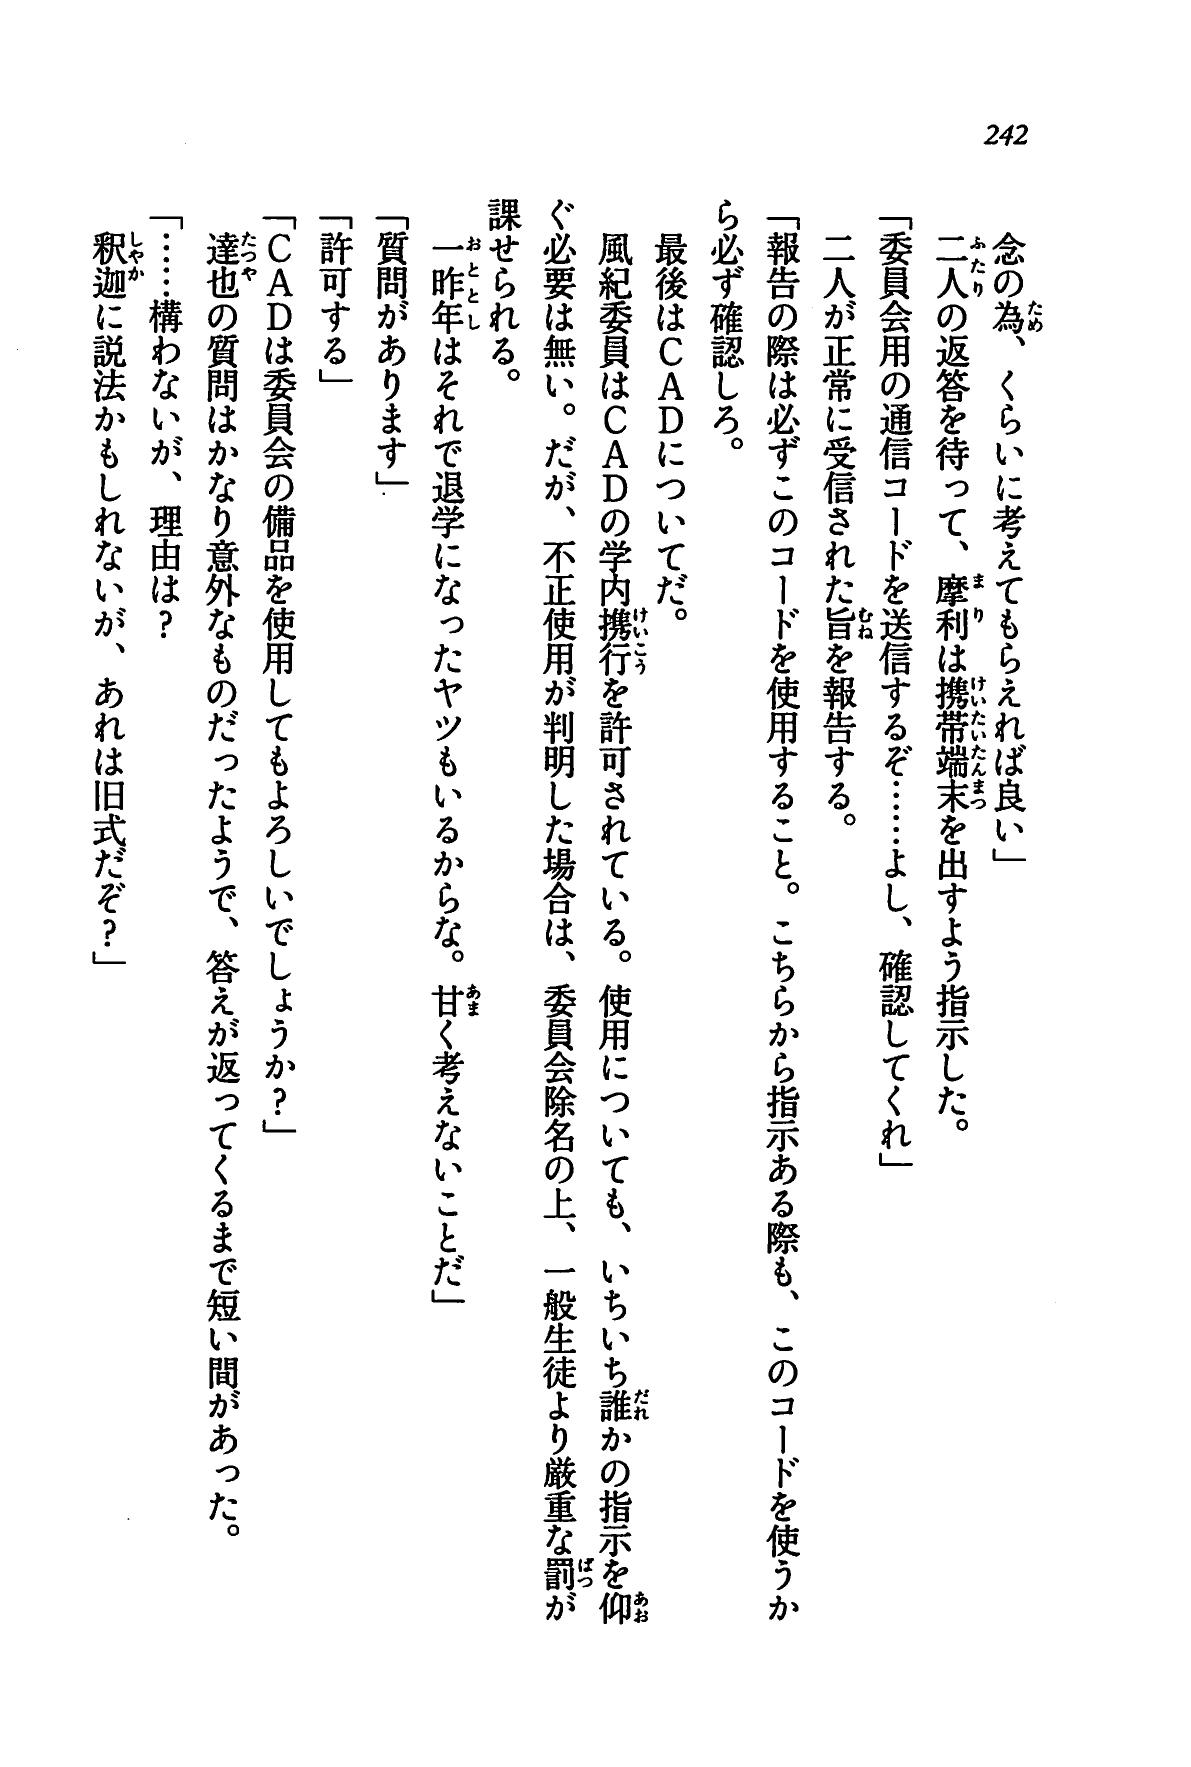 242
念の為、くらいに考えてもらえれば良い」
二人の返答を待って、摩利は携帯端末を出すよう指示した。
「委員会用の通信コードを送信するぞ……よし、確認してくれ」
二人が正常に受信された旨を報告する。
「報告の際は必ずこのコードを使用すること。こちらから指示ある際も、このコードを使うか
ら必ず確認しろ。
最後はCADについてだ。
風紀委員はCADの学内携行を許可されている。使用についても、いちいち誰かの指示を仰
ぐ必要は無い。だが、不正使用が判明した場合は、委員会除名の上、一般生徒より厳重な罰が
課せられる。
一昨年はそれで退学になったヤツもいるからな。甘く考えないことだ」
「質問があります」
「許可する」
「CADは委員会の備品を使用してもよろしいでしょうか?」
達也の質問はかなり意外なものだったようで、答えが返ってくるまで短い間があった。
「……構わないが、理由は?
釈迦に説法かもしれないが、あれは旧式だぞ?」